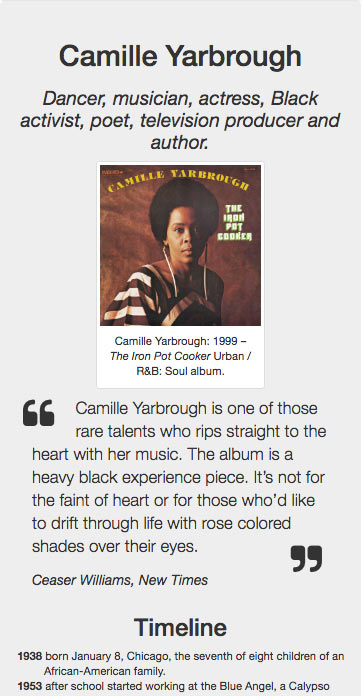 Camille Yarbrough
Dancer, musician, actress, Black
activist, poet, television producer and
author.
CAMILLE YARBROUGH
THE
IRON
POT
COOKER
Camille Yarbrough: 1999 –
The Iron Pot Cooker Urban /
R&B: Soul album.
“ Camille Yarbrough is one of those
rare talents who rips straight to the
heart with her music. The album is a
heavy black experience piece. It’s not for
the faint of heart or for those who’d like
to drift through life with rose colored
shades over their eyes.
”
Ceaser Williams, New Times
Timeline
1938 born January 8, Chicago, the seventh of eight children of an
African-American family.
1953 after school started working at the Blue Angel, a Calypso